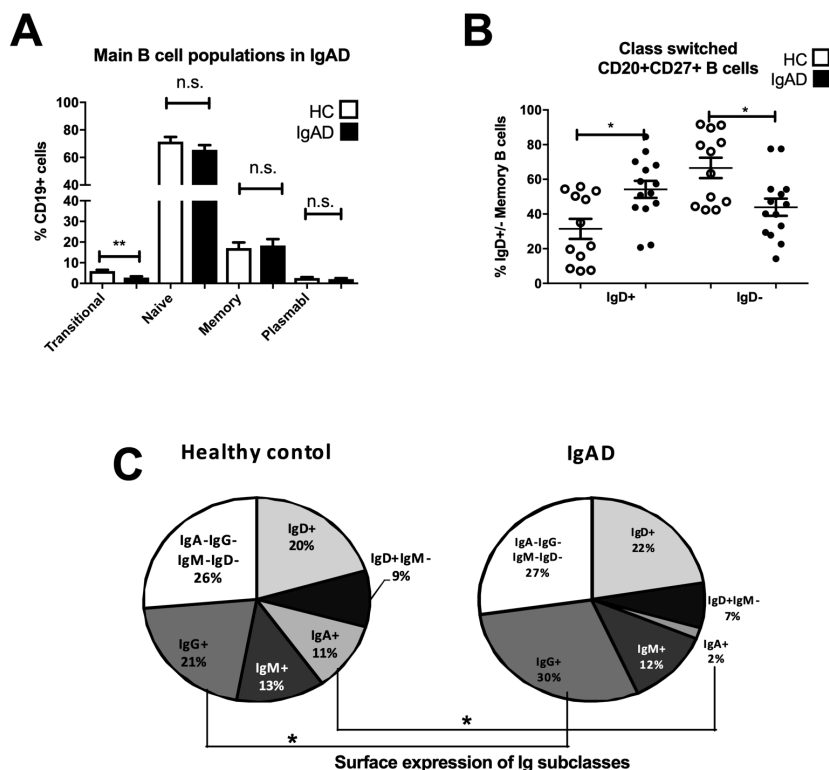 A
Main B cell populations in IgAD
n.s.
HC
IgAD
100
80
60
40
40
30
20
10
0
% CD19+ cells
**
n.s.
n.s.
Transitional
Naive
Memory
Plasmabl
B
Class switched
CD20+CD27+ B cells
HC
IgAD
100
80
60
40
20
0
% IgD+/- Memory B cells
*
*
IgD+
IgD-
C
Healthy contol
IgAD
IgA-IgG-
IgM-IgD-
26%
IgD+
20%
IgD+IgM-
9%
IgA+
11%
IgM+
13%
IgG+
21%
IgA-IgG-
IgM-IgD-
27%
IgD+
22%
IgD+IgM-
7%
IgA+
2%
IgM+
12%
IgG+
30%
*
*
Surface expression of Ig subclasses